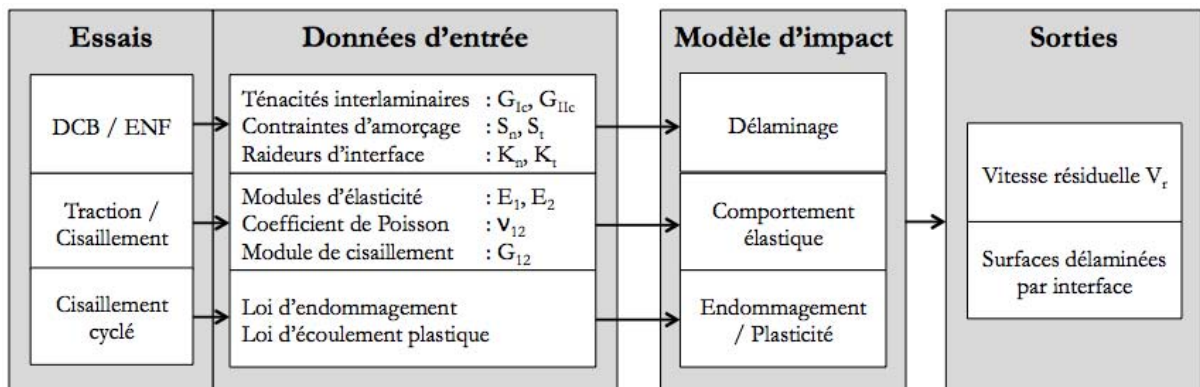 Essais
Données d'entrée
Modèle d'impact
Sorties
DCB / ENF
Ténacités interlaminaires : G_Ic, G_IIc
Contraintes d'amorçage : S_n, S_t
Raideurs d'interface : K_n, K_t
Délaminage
Traction /
Cisaillement
Modules d'élasticité : E_1, E_2
Coefficient de Poisson : ν_12
Module de cisaillement : G_12
Comportement
élastique
Cisaillement
cyclé
Loi d'endommagement
Loi d'écoulement plastique
Endommagement
/ Plasticité
Vitesse résiduelle V_r
Surfaces délaminées
par interface